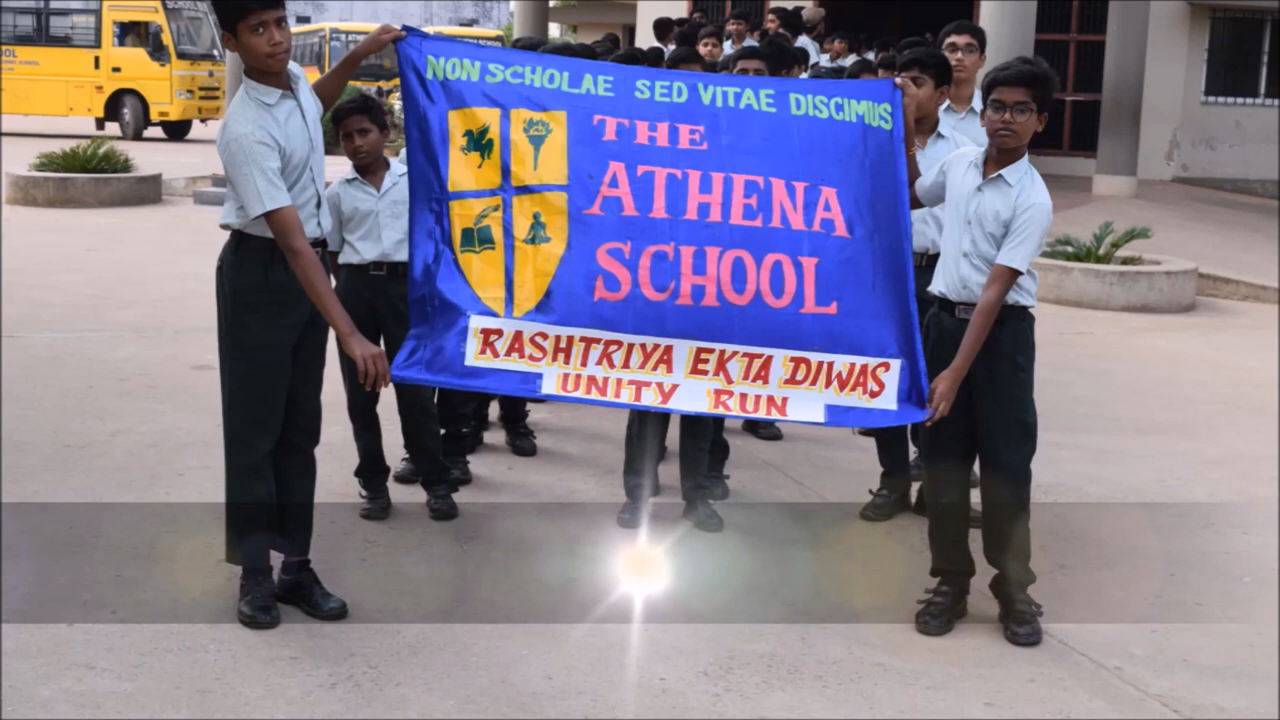 NON SCHOLAE SED VITAE DISCIMUS
THE
ATHENA
SCHOOL
RASHTRIYA EKTA DIWAS
UNITY RUN